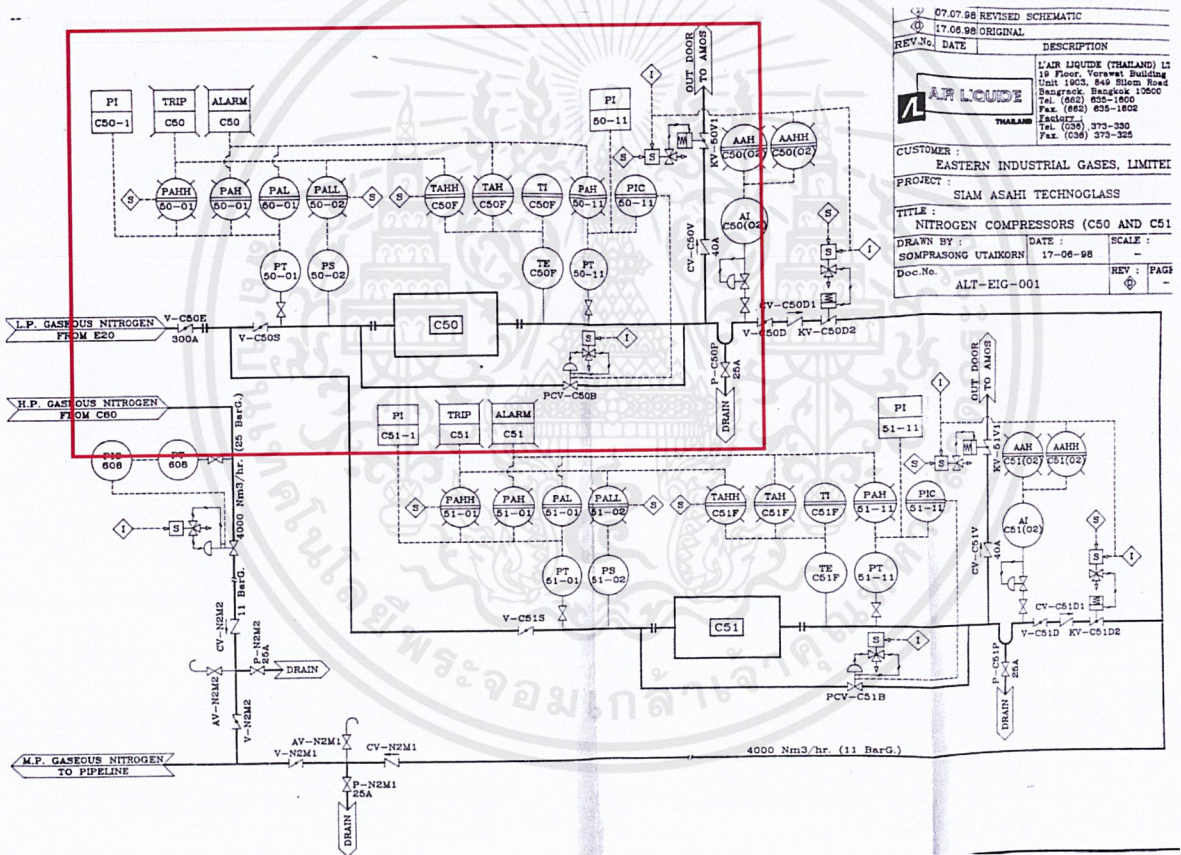 07.07.98 REVISED SCHEMATIC
17.06.98 ORIGINAL
REV.No. DATE DESCRIPTION
AIR LIQUIDE
THAILAND
L'AIR LIQUIDE (THAILAND)
19 Floor, Vorawat Building
Unit 1903, 849 Silom Road
Bangrack, Bangkok 10500
Tel. (662) 635-1600
Fax. (662) 635-1602
Factory :
Tel. (038) 373-330
Fax. (038) 373-325
CUSTOMER :
EASTERN INDUSTRIAL GASES, LIMITE
PROJECT :
SIAM ASAHI TECHNOGLASS
TITLE :
NITROGEN COMPRESSORS (C50 AND C51
DRAWN BY : DATE : SCALE :
SOMPRASONG UTAIKORN 17-06-98 -
Doc.No. REV : PAG
ALT-EIG-001
OUT DOOR
TO AMOS
PI
C50-1
TRIP
C50
ALARM
C50
PI
50-11
KV-50V1
AAH
C50(02)
AAHH
C50(02)
PAHH
50-01
PAH
50-01
PAL
50-01
PALL
50-02
TAHH
C50F
TAH
C50F
TI
C50F
PAH
50-11
PIC
50-11
AI
C50(02)
S
I
PT
50-01
PS
50-02
TE
C50F
PT
50-11
CV-C50V
40A
L.P. GASEOUS NITROGEN
FROM E20
V-C50E
300A
V-C50S
C50
PCV-C50B
V-C50D
CV-C50D1
KV-C50D2
P-C50P
25A
DRAIN
H.P. GASEOUS NITROGEN
FROM C60
PIC
608
PT
608
4000 Nm3/hr. (25 BarG.)
11 BarG.
CV-N2M2
P-N2M2
25A
DRAIN
AV-N2M2
V-N2M2
PI
C51-1
TRIP
C51
ALARM
C51
PI
51-11
OUT DOOR
TO AMOS
KV-51V1
AAH
C51(02)
AAHH
C51(02)
PAHH
51-01
PAH
51-01
PAL
51-01
PALL
51-02
TAHH
C51F
TAH
C51F
TI
C51F
PAH
51-11
PIC
51-11
AI
C51(02)
PT
51-01
PS
51-02
TE
C51F
PT
51-11
CV-C51V
40A
V-C51S
C51
PCV-C51B
V-C51D
CV-C51D1
KV-C51D2
P-C51P
25A
DRAIN
M.P. GASEOUS NITROGEN
TO PIPELINE
V-N2M1
AV-N2M1
CV-N2M1
P-N2M1
25A
DRAIN
4000 Nm3/hr. (11 BarG.)